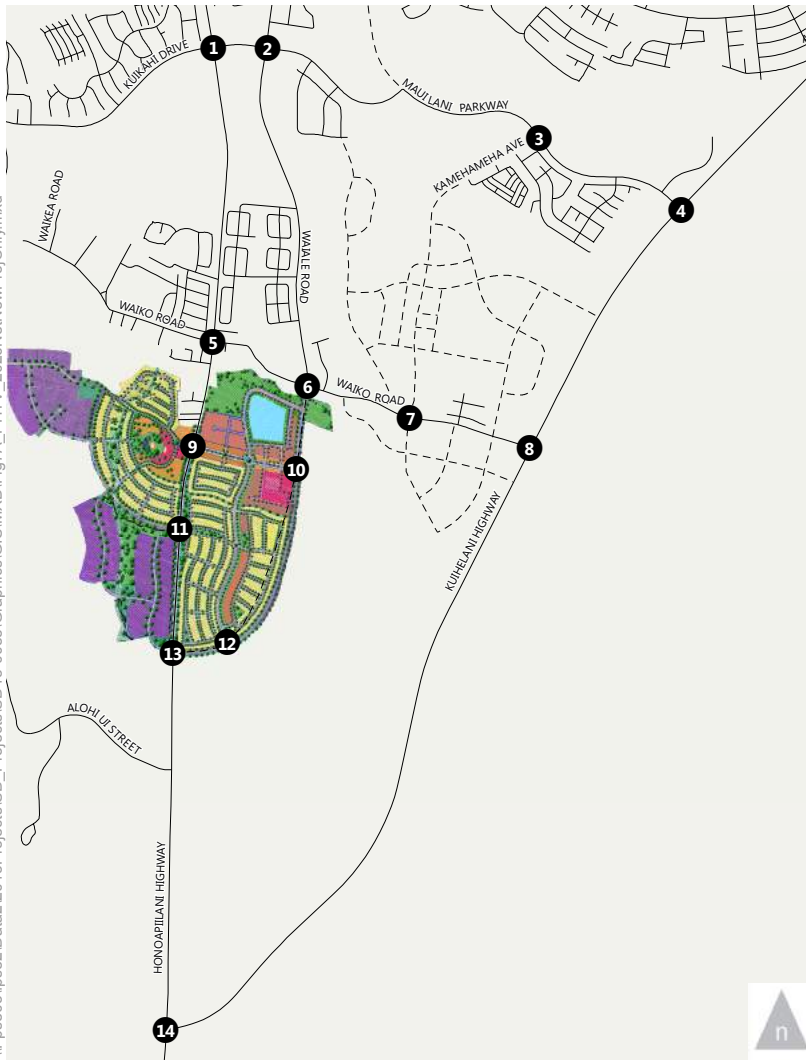 1
2
KUIKAHI DRIVE
MAUI LANI PARKWAY
3
KAMEHAMEHA AVE
4
WAIKEA ROAD
WAIALE ROAD
WAIKO ROAD
5
6
WAIKO ROAD
7
8
9
10
KUIHELANI HIGHWAY
11
12
13
ALOHI UI STREET
HONOAPIILANI HIGHWAY
14
n